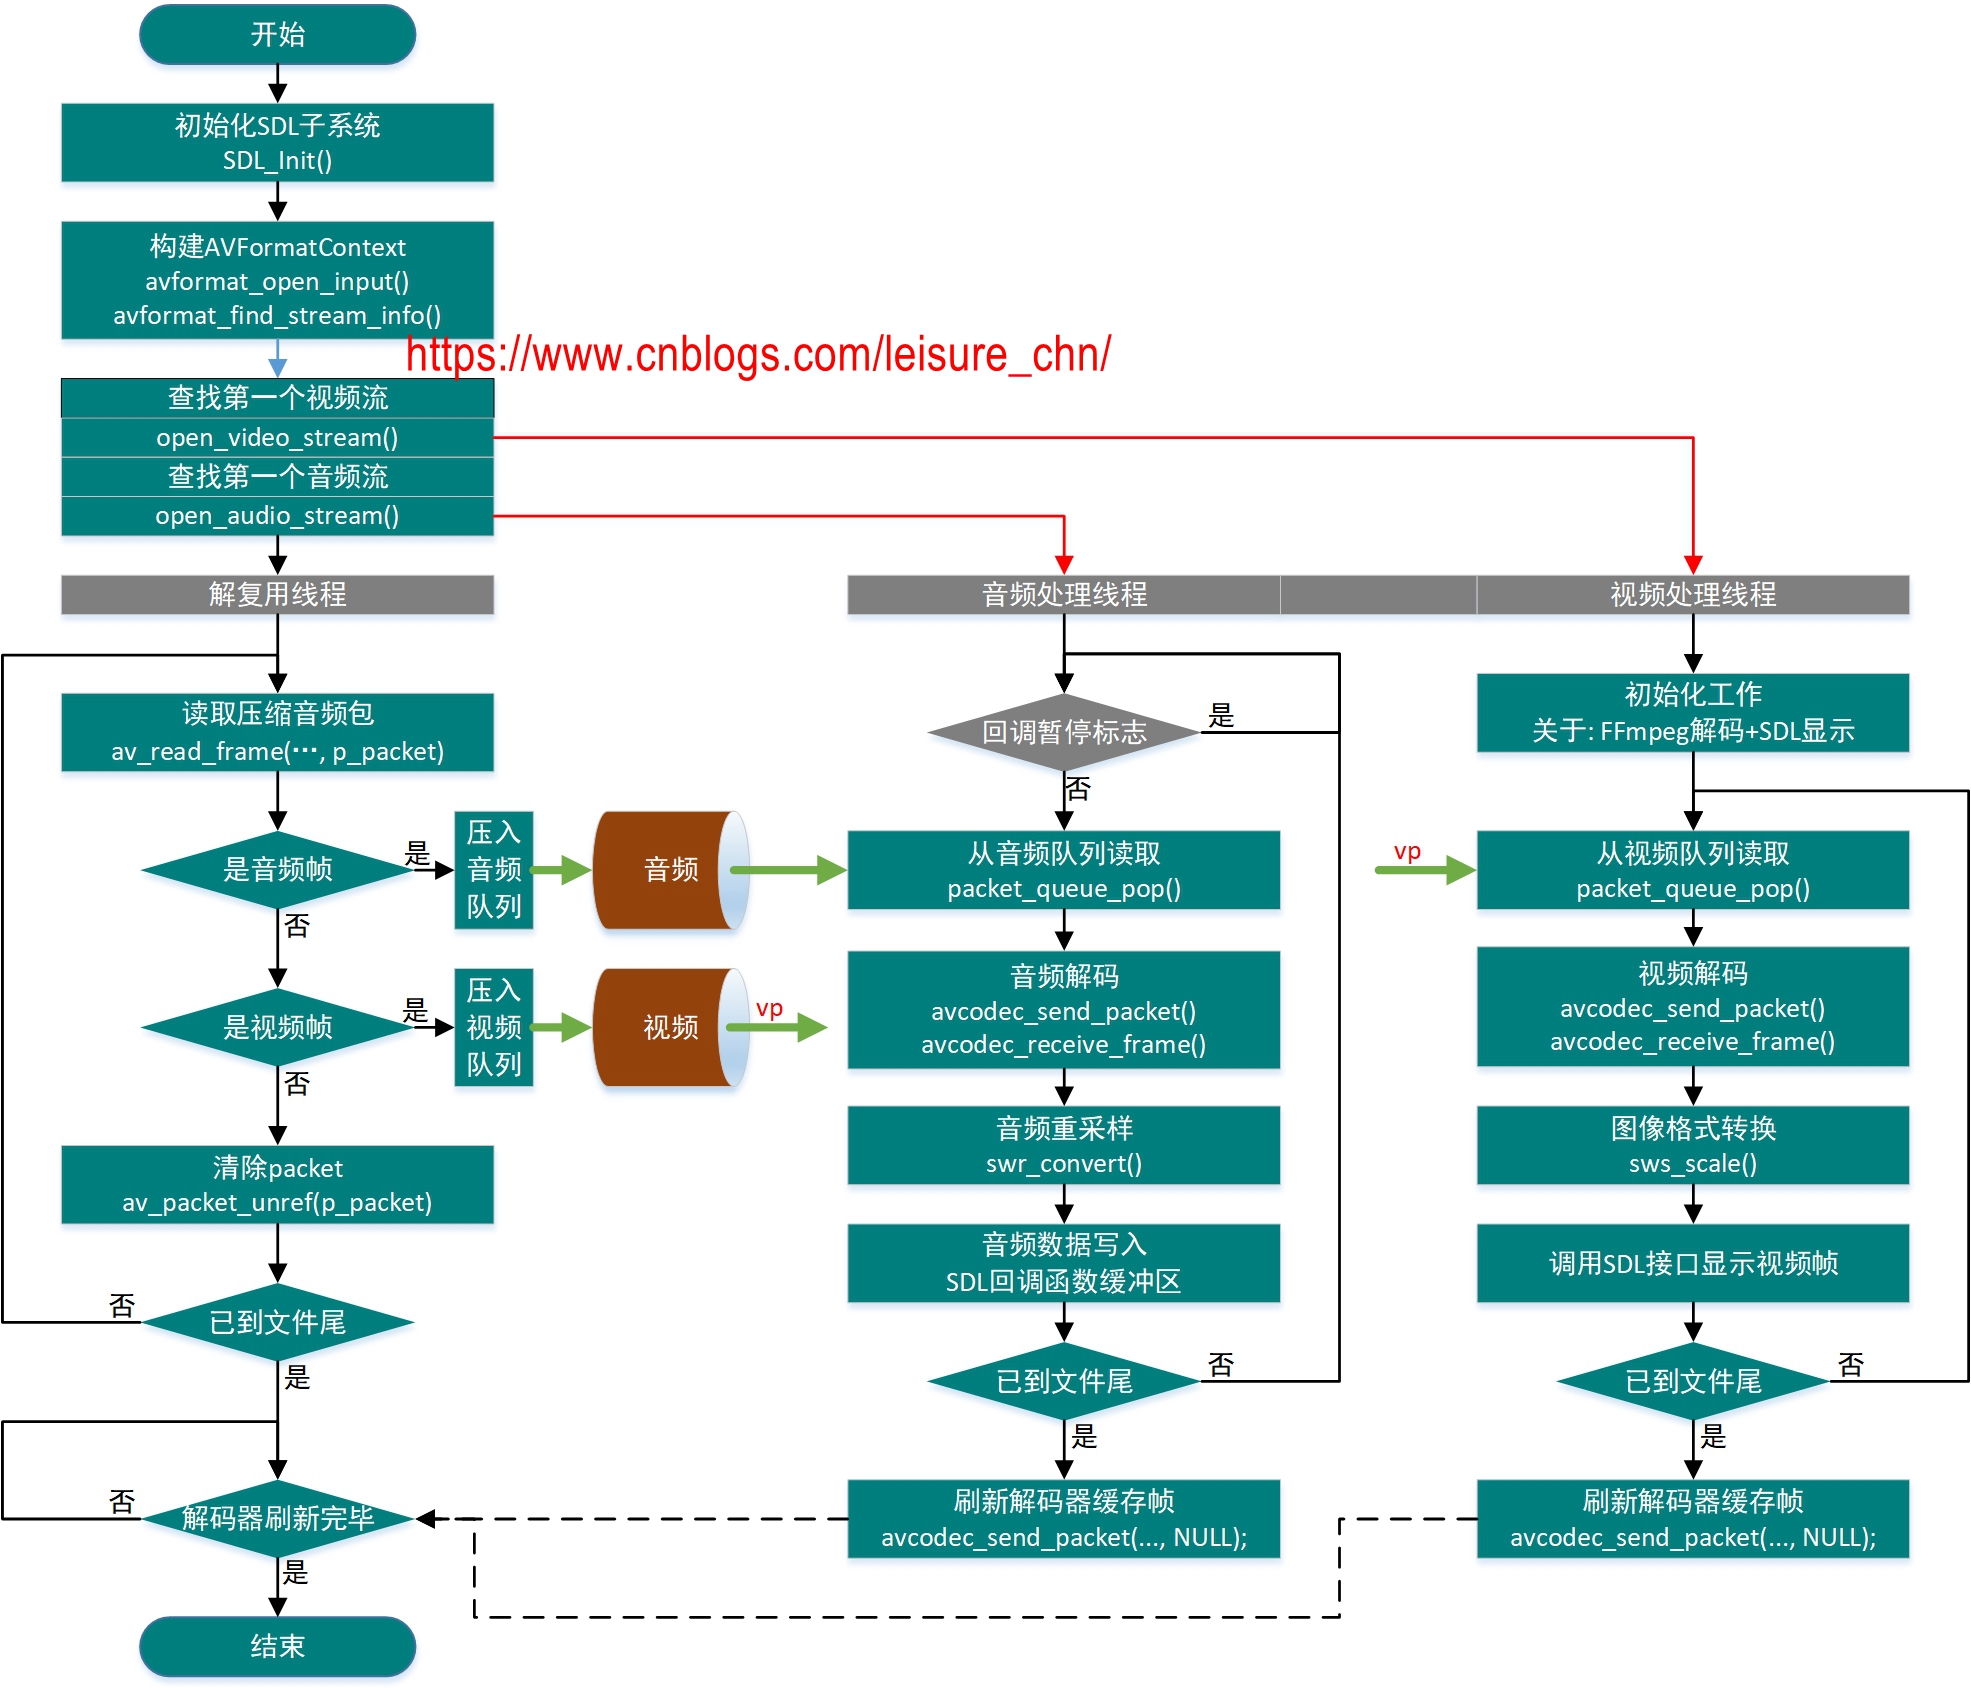 开始
初始化SDL子系统
SDL_Init()
构建AVFormatContext
avformat_open_input()
avformat_find_stream_info()
https://www.cnblogs.com/leisure_chn/
查找第一个视频流
open_video_stream()
查找第一个音频流
open_audio_stream()
解复用线程
读取压缩音频包
av_read_frame(…, p_packet)
是音频帧
是
否
压入
音频
队列
音频
是视频帧
是
否
压入
视频
队列
视频
vp
清除packet
av_packet_unref(p_packet)
已到文件尾
否
是
解码器刷新完毕
否
是
结束
音频处理线程
回调暂停标志
是
否
从音频队列读取
packet_queue_pop()
音频解码
avcodec_send_packet()
avcodec_receive_frame()
音频重采样
swr_convert()
音频数据写入
SDL回调函数缓冲区
已到文件尾
否
是
刷新解码器缓存帧
avcodec_send_packet(..., NULL);
视频处理线程
初始化工作
关于: FFmpeg解码+SDL显示
vp
从视频队列读取
packet_queue_pop()
视频解码
avcodec_send_packet()
avcodec_receive_frame()
图像格式转换
sws_scale()
调用SDL接口显示视频帧
已到文件尾
否
是
刷新解码器缓存帧
avcodec_send_packet(..., NULL);